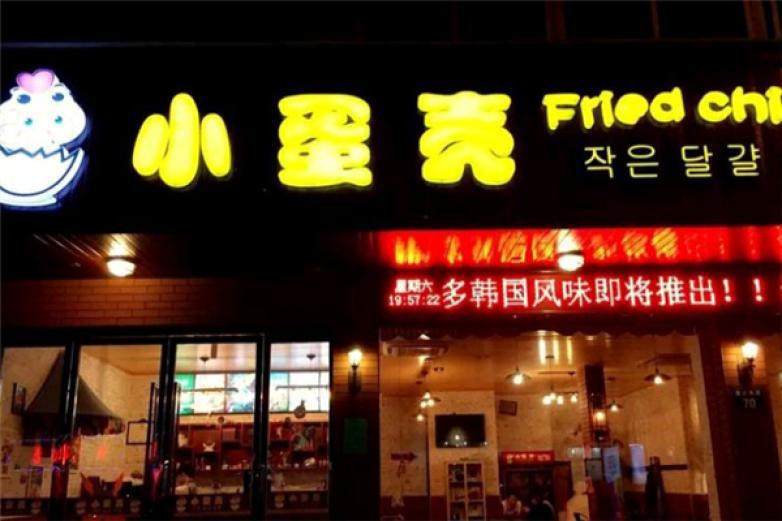 小蛋壳
Fried chi
작은 달걀
星期六
19:57:22
多韩国风味即将推出！！
70